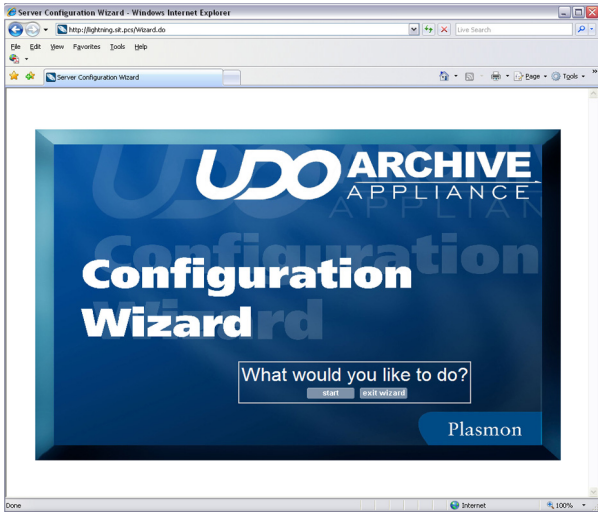 Server Configuration Wizard - Windows Internet Explorer
http://lightning.sit.pcs/Wizard.do
Live Search
File Edit View Favorites Tools Help
Server Configuration Wizard
Page Tools
UDO ARCHIVE
APPLIANCE
Configuration
Wizard
What would you like to do?
start exit wizard
Plasmon
Done
Internet
100%